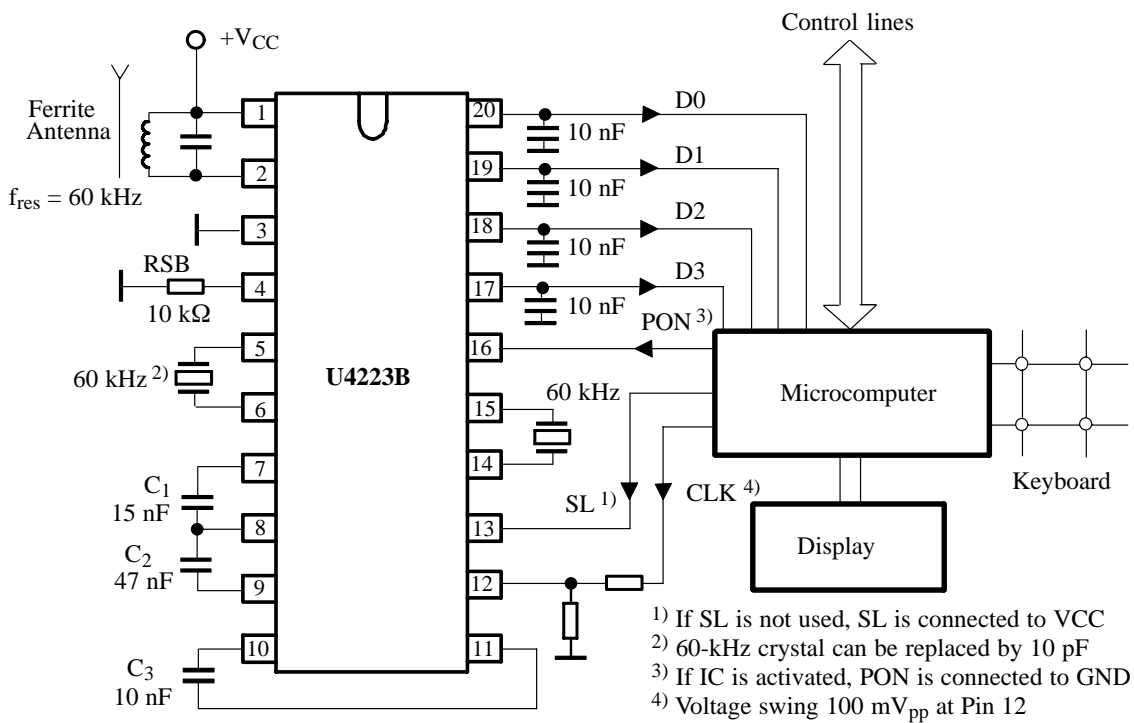 Control lines
+V_CC
Ferrite
Antenna
f_res = 60 kHz
1
2
3
RSB
4
10 kΩ
5
60 kHz 2)
6
7
C1
15 nF
8
C2
47 nF
9
10
C3
10 nF
U4223B
20
D0
10 nF
19
D1
10 nF
18
D2
10 nF
17
D3
10 nF
PON 3)
16
15
60 kHz
14
SL 1)
CLK 4)
13
12
11
Microcomputer
Keyboard
Display
1) If SL is not used, SL is connected to VCC
2) 60-kHz crystal can be replaced by 10 pF
3) If IC is activated, PON is connected to GND
4) Voltage swing 100 mVpp at Pin 12